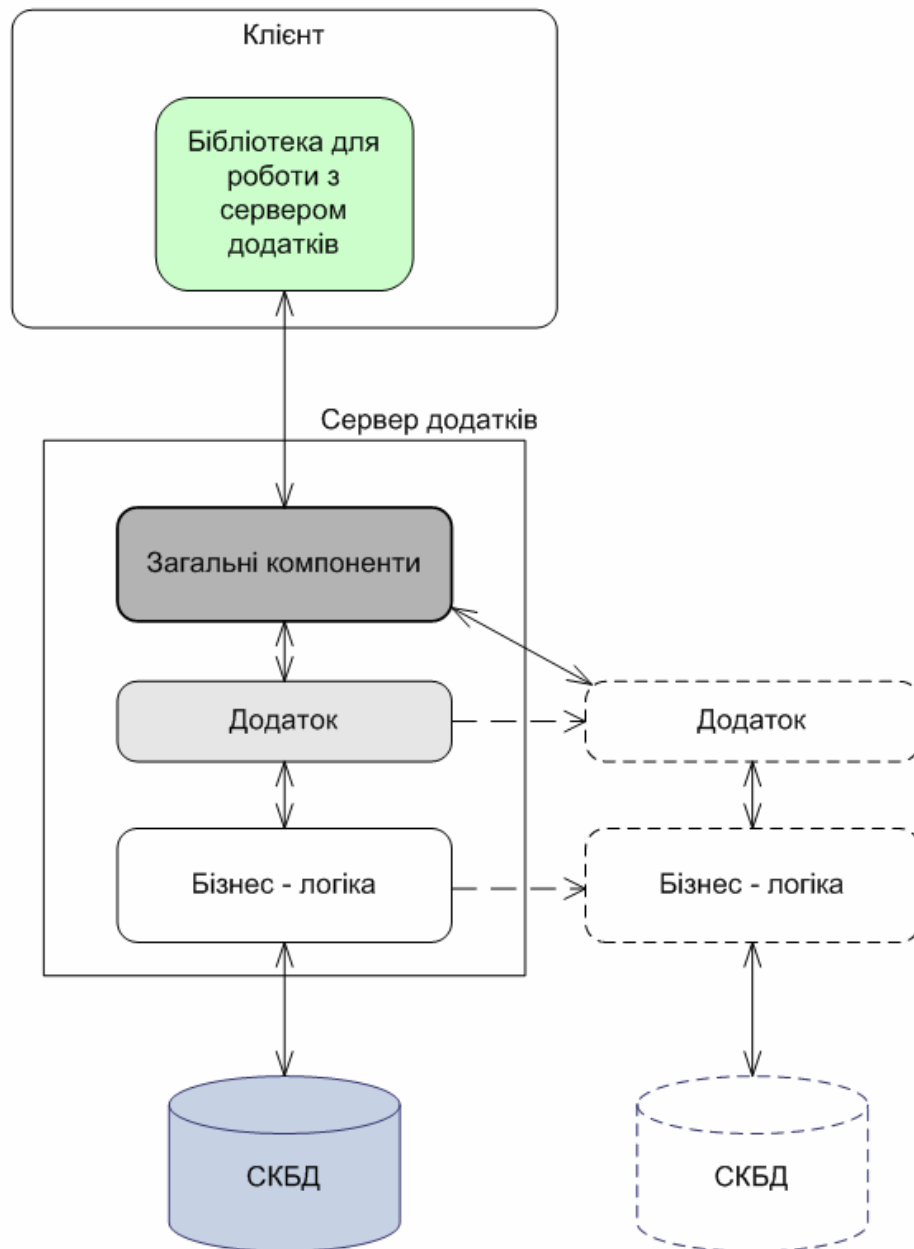 Клієнт
Бібліотека для
роботи з
сервером
додатків
Сервер додатків
Загальні компоненти
Додаток
Додаток
Бізнес - логіка
Бізнес - логіка
СКБД
СКБД